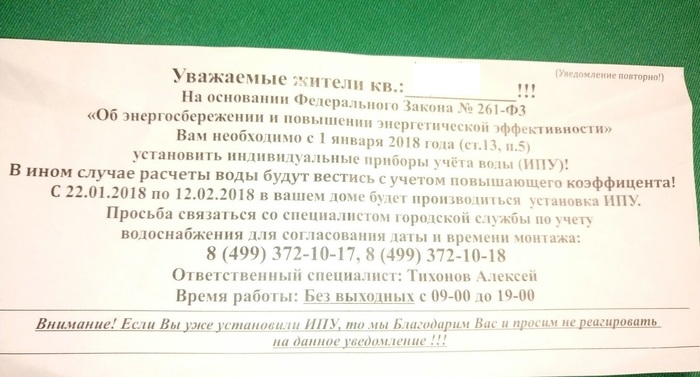 (Уведомление повторно!)
Уважаемые жители кв.:____________!!!
На основании Федерального Закона № 261-ФЗ
«Об энергосбережении и повышении энергетической эффективности»
Вам необходимо с 1 января 2018 года (ст.13, п.5)
установить индивидуальные приборы учёта воды (ИПУ)!
В ином случае расчеты воды будут вестись с учетом повышающего коэффицента!
С 22.01.2018 по 12.02.2018 в вашем доме будет производиться установка ИПУ.
Просьба связаться со специалистом городской службы по учету
водоснабжения для согласования даты и времени монтажа:
8 (499) 372-10-17, 8 (499) 372-10-18
Ответственный специалист: Тихонов Алексей
Время работы: Без выходных с 09-00 до 19-00
Внимание! Если Вы уже установили ИПУ, то мы Благодарим Вас и просим не реагировать
на данное уведомление !!!